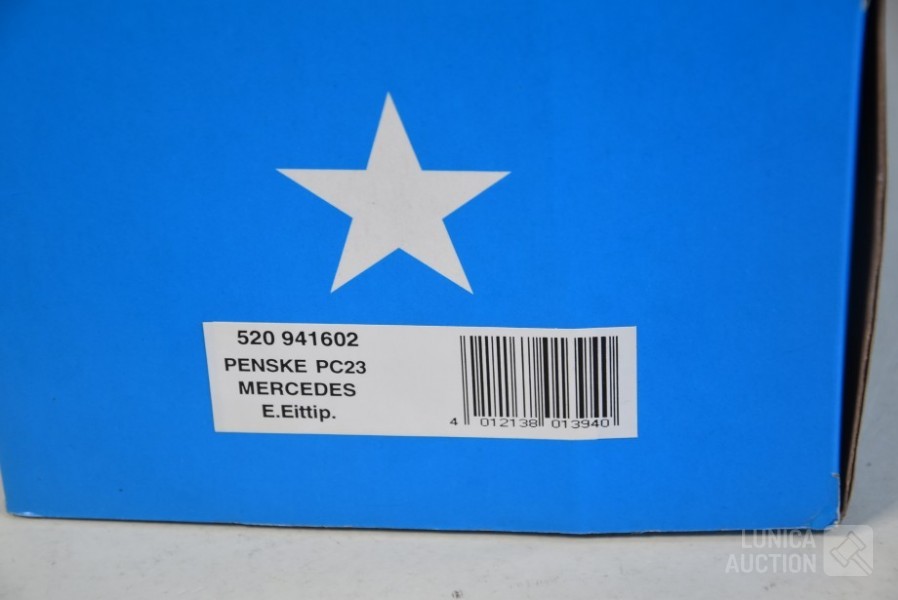 520 941602
PENSKE PC23
MERCEDES
E.Eittip.
4 012138 013940
LUNICA
AUCTION